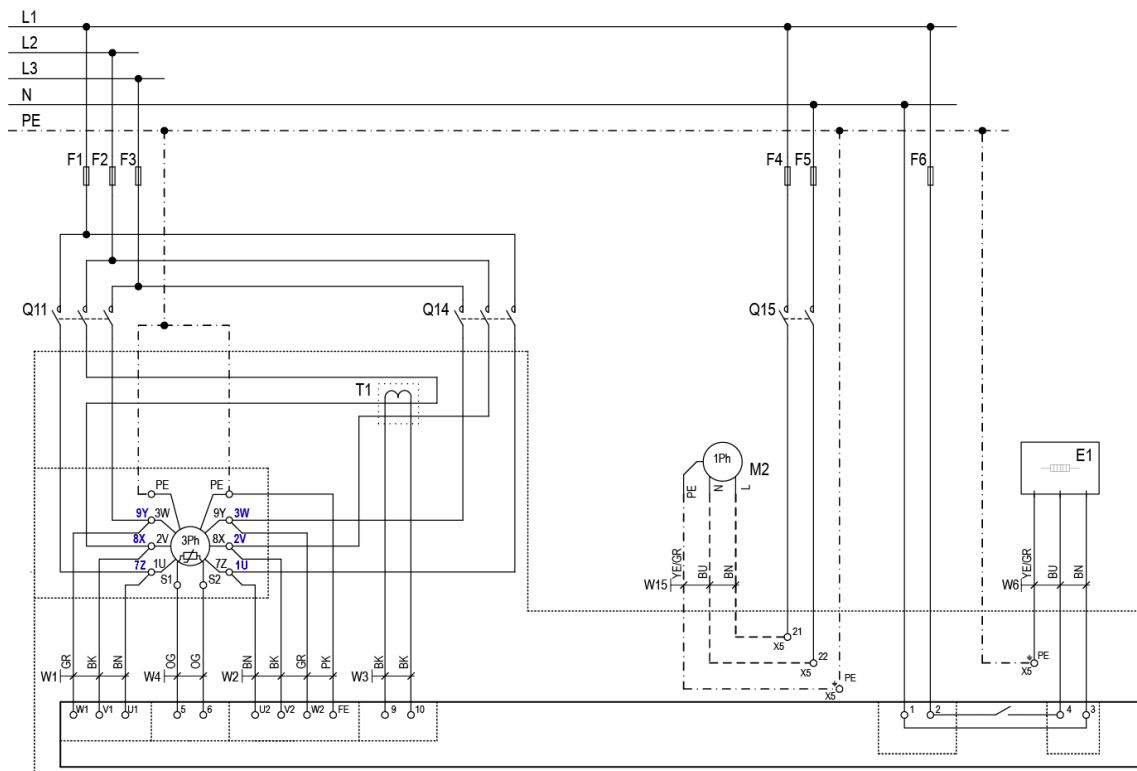 L1
L2
L3
N
PE
F1 F2 F3 F4 F5 F6
Q11 Q14 Q15
T1
1Ph M2 E1
PE N L
PE PE
9Y 3W 9Y 3W
8X 2V 3Ph 8X 2V
7Z 1U 7Z 1U
S1 S2
YE/GR BU BN YE/GR BU BN
W15 W6
21
X5
22
X5
PE
X5
PE
X5
GR BK BN OG OG BN BK GR PK BK BK
W1 W4 W2 W3
W1 V1 U1 5 6 U2 V2 W2 FE 9 10 1 2 4 3